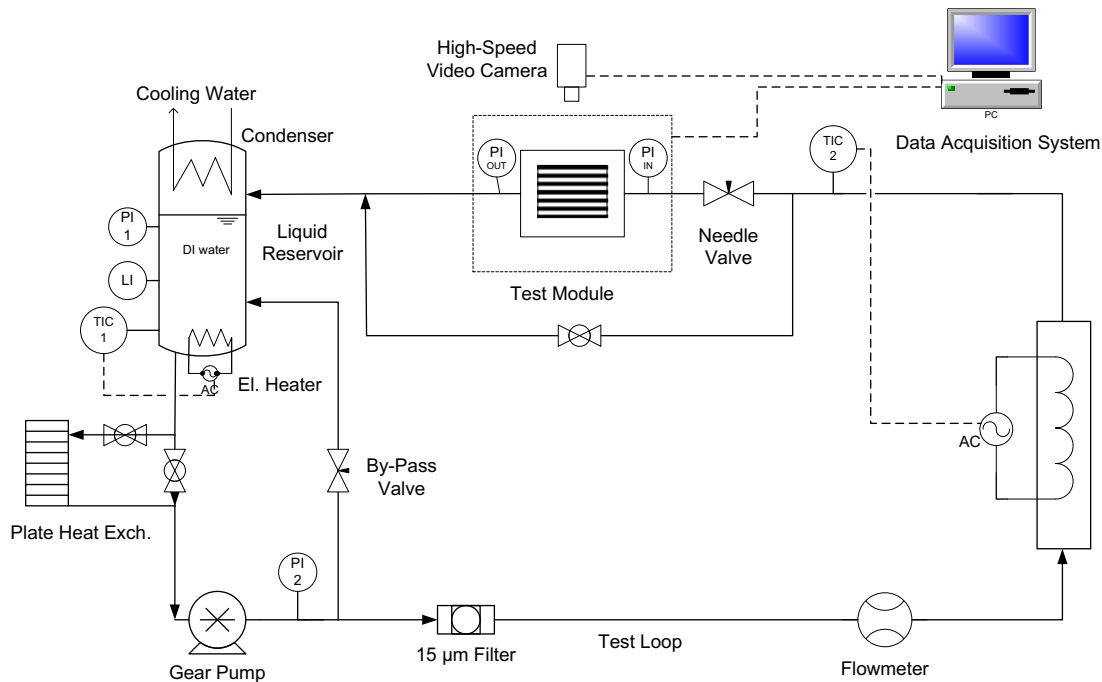 High-Speed
Video Camera
PC
Data Acquisition System
Cooling Water
Condenser
PI
OUT
PI
IN
TIC
2
PI
1
DI water
Liquid
Reservoir
Needle
Valve
LI
Test Module
TIC
1
AC
El. Heater
AC
By-Pass
Valve
Plate Heat Exch.
PI
2
Gear Pump
15 µm Filter
Test Loop
Flowmeter